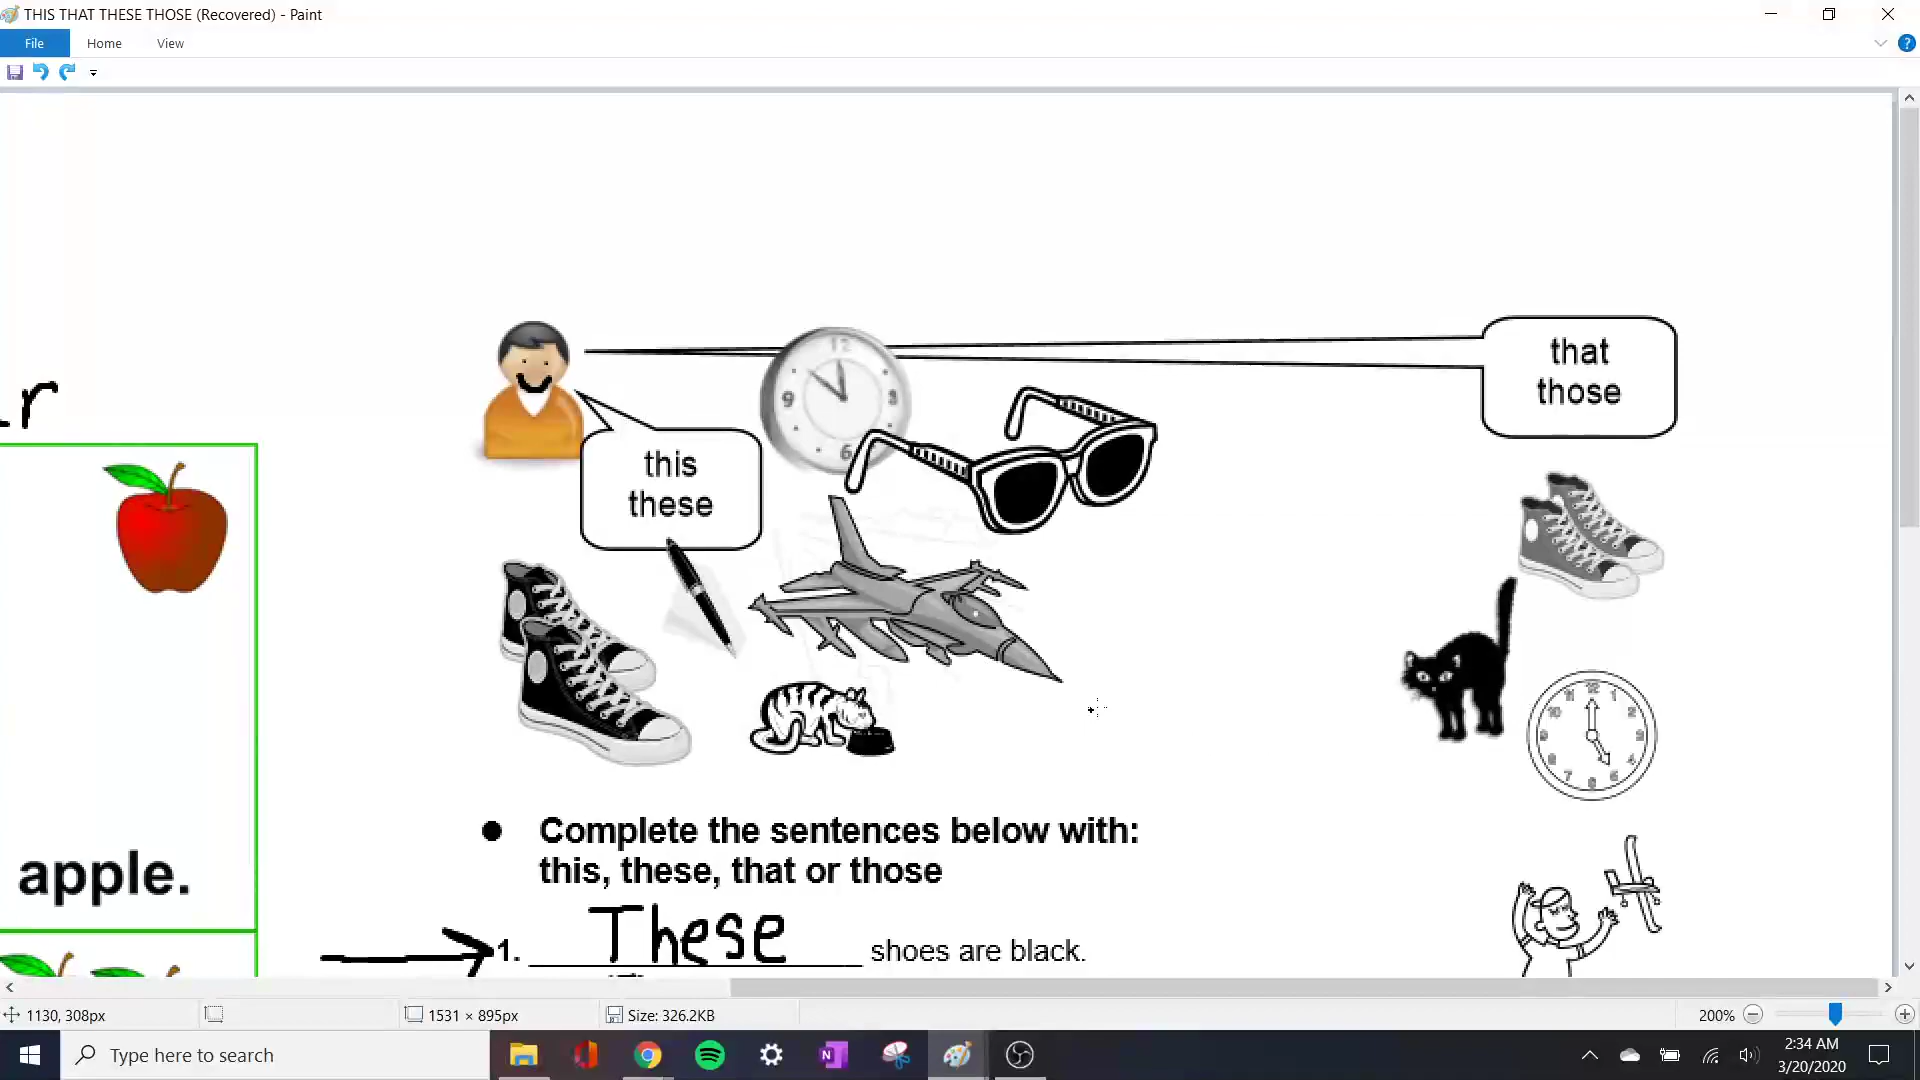 THIS THAT THESE THOSE (Recovered) - Paint
File Home View
r
that
those
this
these
apple.
● Complete the sentences below with:
this, these, that or those
1. These shoes are black.
1130, 308px
1531 × 895px
Size: 326.2KB
200%
Type here to search
2:34 AM
3/20/2020